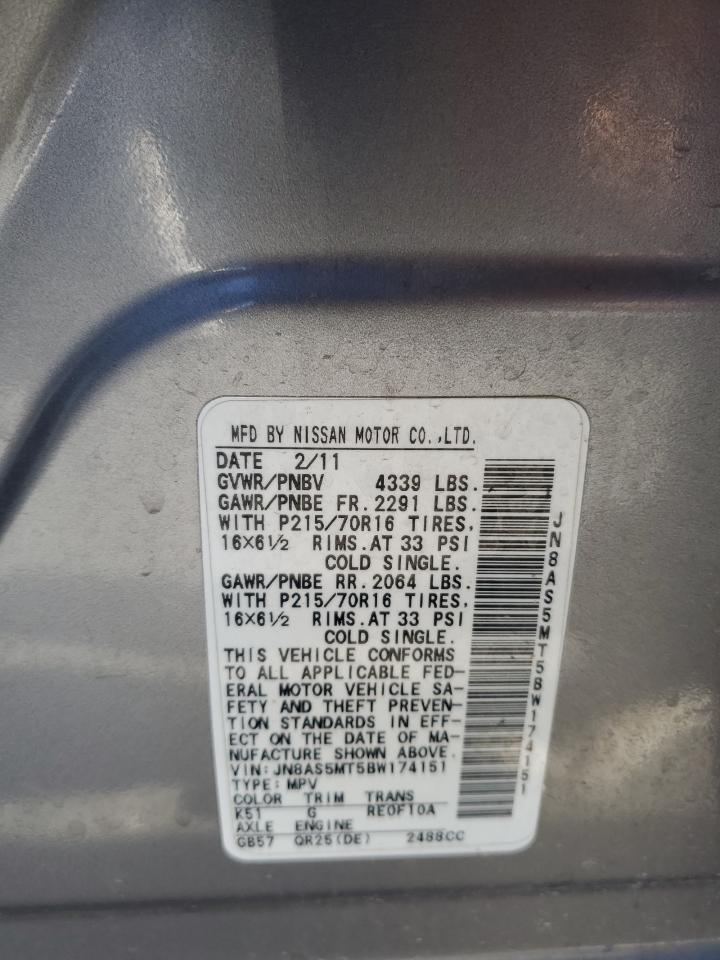 MFD BY NISSAN MOTOR CO.,LTD.
DATE 2/11
GVWR/PNBV 4339 LBS.
GAWR/PNBE FR. 2291 LBS.
WITH P215/70R16 TIRES,
16X6½ RIMS. AT 33 PSI
COLD SINGLE.
GAWR/PNBE RR. 2064 LBS.
WITH P215/70R16 TIRES,
16X6½ RIMS. AT 33 PSI
COLD SINGLE.
THIS VEHICLE CONFORMS
TO ALL APPLICABLE FED-
ERAL MOTOR VEHICLE SA-
FETY AND THEFT PREVEN-
TION STANDARDS IN EFF-
ECT ON THE DATE OF MA-
NUFACTURE SHOWN ABOVE.
VIN: JN8AS5MT5BW174151
TYPE: MPV
COLOR TRIM TRANS
K51 G RE0F10A
AXLE ENGINE
GB57 QR25(DE) 2488CC
JN8AS5MT5BW174151